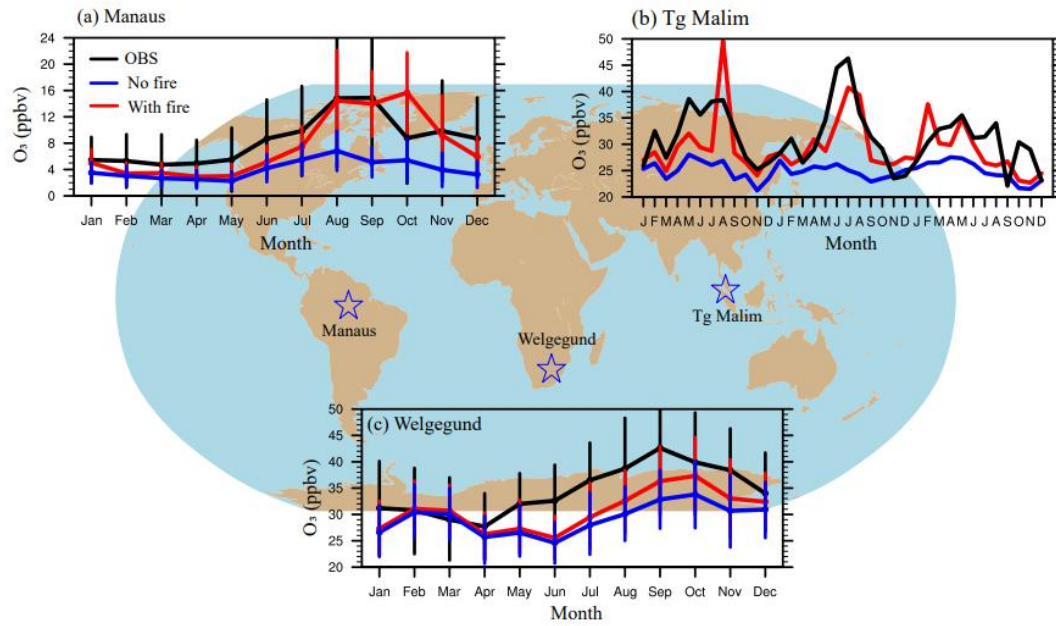 (a) Manaus
24
20
16
12
8
4
0
O₃ (ppbv)
OBS
No fire
With fire
Jan Feb Mar Apr May Jun Jul Aug Sep Oct Nov Dec
Month
(b) Tg Malim
50
45
40
35
30
25
20
O₃ (ppbv)
J F M A M J J A S O N D J F M A M J J A S O N D J F M A M J J A S O N D
Month
Manaus
Welgegund
Tg Malim
(c) Welgegund
50
45
40
35
30
25
20
O₃ (ppbv)
Jan Feb Mar Apr May Jun Jul Aug Sep Oct Nov Dec
Month